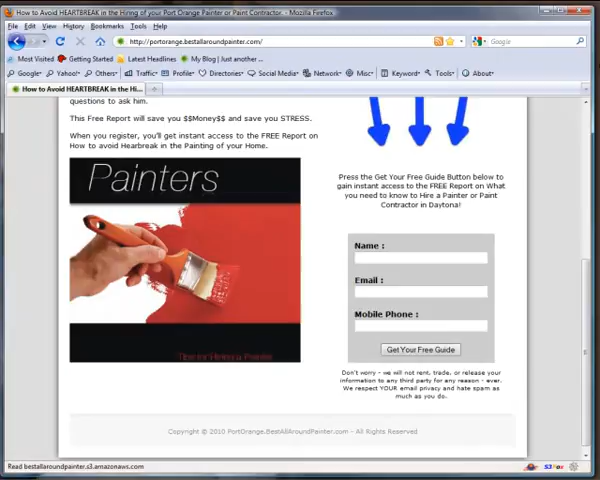 How to Avoid HEARTBREAK in the Hiring of your Port Orange Painter or Paint Contractor. - Mozilla Firefox
File Edit View History Bookmarks Tools Help
http://portorange.bestallaroundpainter.com/
Google
Most Visited Getting Started Latest Headlines My Blog | Just another ...
Google Yahoo! Others Traffic Profile Directories Social Media Network Misc Keyword Tools About
How to Avoid HEARTBREAK in the Hi...
questions to ask him.
This Free Report will save you $$Money$$ and save you STRESS.
When you register, you'll get instant access to the FREE Report on
How to avoid Hearbreak in the Painting of your Home.
Painters
Tips for Hiring a Painter
Press the Get Your Free Guide Button below to
gain instant access to the FREE Report on What
you need to know to Hire a Painter or Paint
Contractor in Daytona!
Name :
Email :
Mobile Phone :
Get Your Free Guide
Don't worry - we will not rent, trade, or release your
information to any third party for any reason - ever.
We respect YOUR email privacy and hate spam as
much as you do.
Copyright © 2010 PortOrange.BestAllAroundPainter.com - All Rights Reserved
Read bestallaroundpainter.s3.amazonaws.com
S3Fox